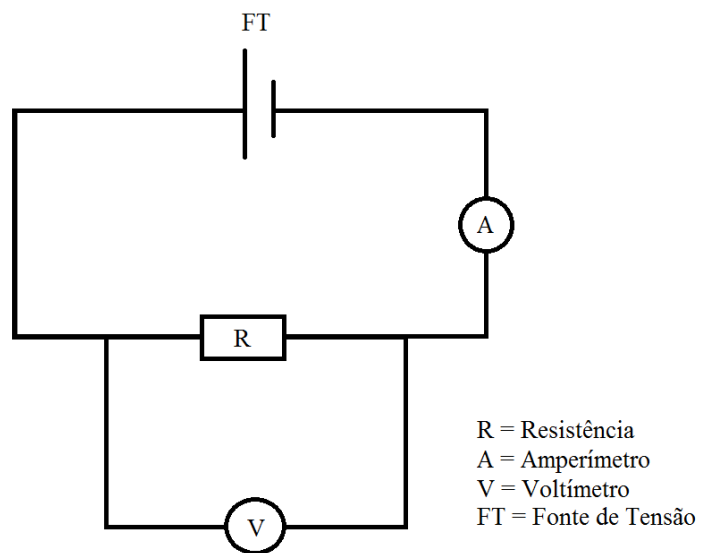 FT
A
R
V
R = Resistência
A = Amperímetro
V = Voltímetro
FT = Fonte de Tensão